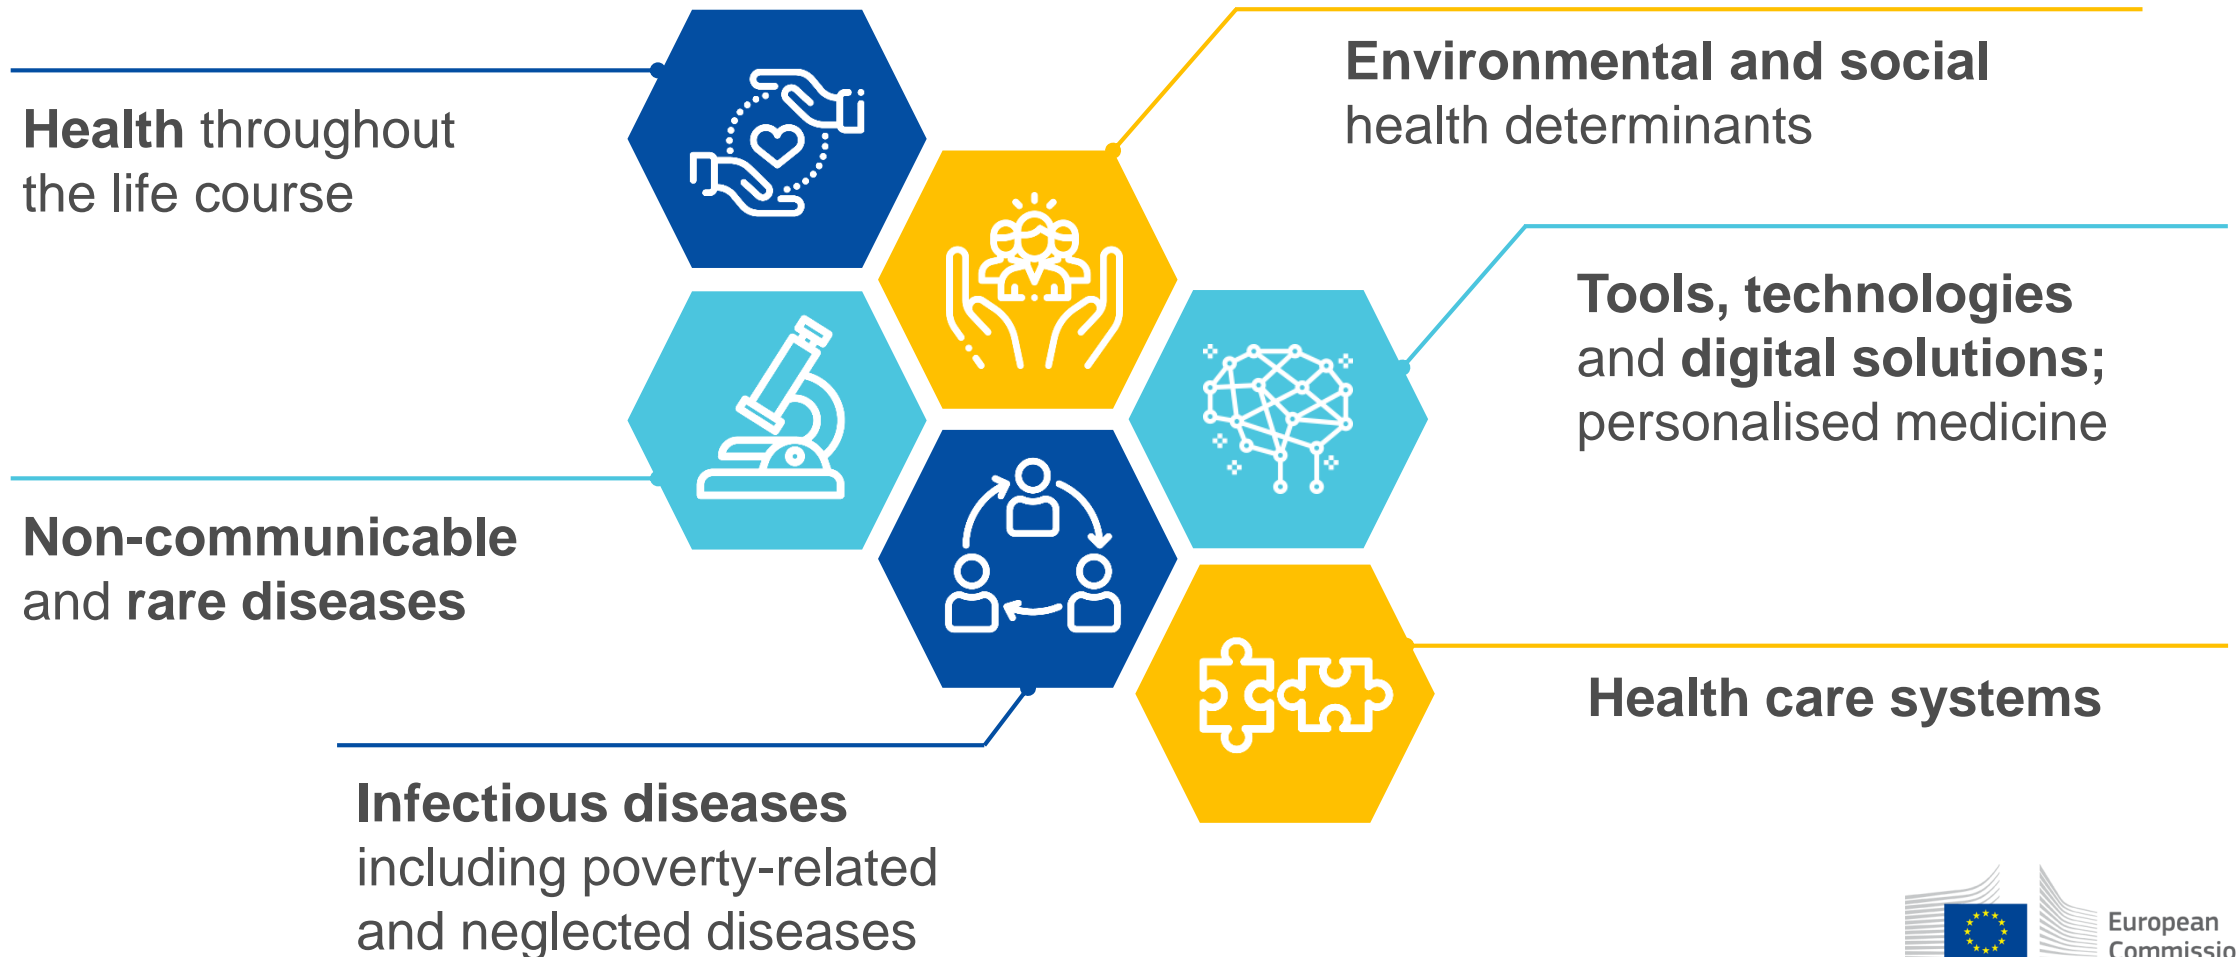 Health throughout
the life course
Environmental and social
health determinants
Tools, technologies
and digital solutions;
personalised medicine
Non-communicable
and rare diseases
Health care systems
Infectious diseases
including poverty-related
and neglected diseases
European
Commissio